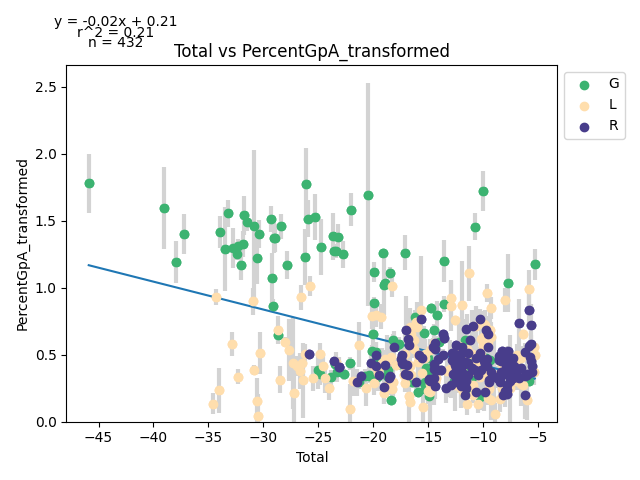 y = -0.02x + 0.21
r^2 = 0.21
n = 432
Total vs PercentGpA_transformed
G
L
R
PercentGpA_transformed
2.5
2.0
1.5
1.0
0.5
0.0
−45 −40 −35 −30 −25 −20 −15 −10 −5
Total